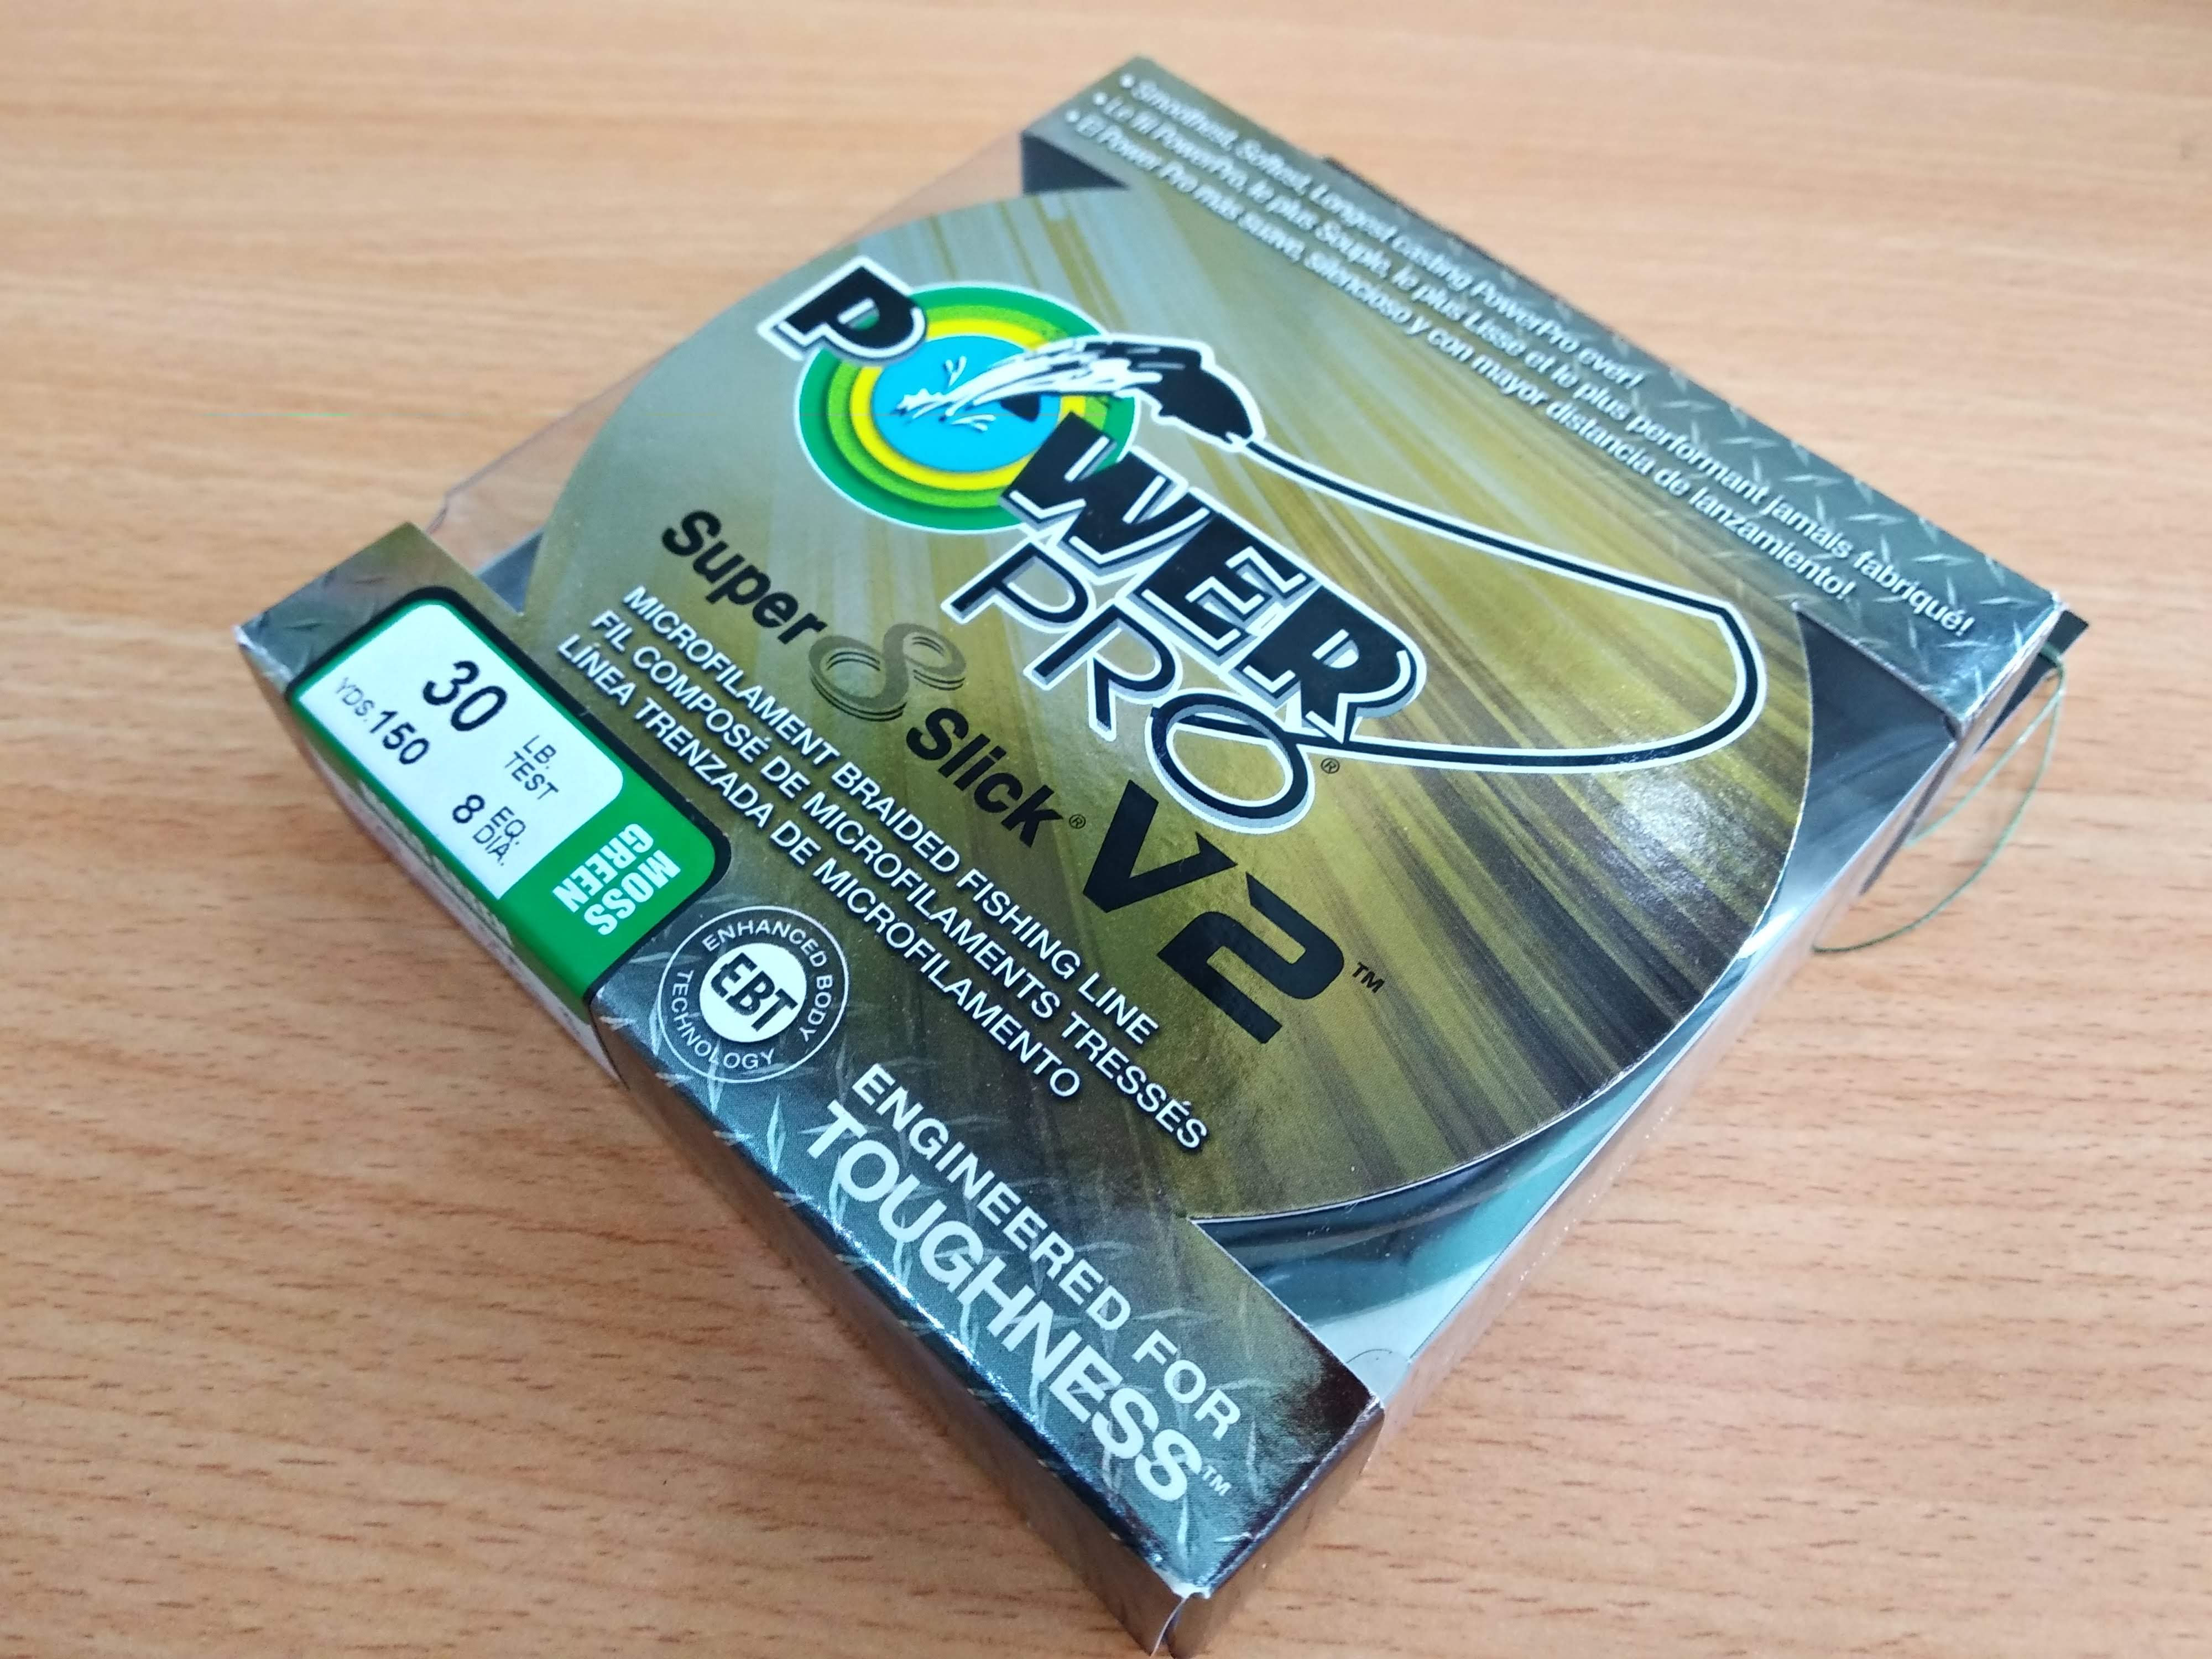 • Smoothest, Softest, Longest casting PowerPro ever!
• Le fil PowerPro, le plus Souple, le plus Lisse et le plus performant jamais fabriqué!
• El Power Pro más suave, silencioso y con mayor distancia de lanzamiento!
POWER
PRO®
Super 8 Slick® V2™
MICROFILAMENT BRAIDED FISHING LINE
FIL COMPOSÉ DE MICROFILAMENTS TRESSÉS
LÍNEA TRENZADA DE MICROFILAMENTO
30 LB. TEST
YDS. 150 8 EQ. DIA.
MOSS
GREEN
ENHANCED BODY
EBT
TECHNOLOGY
ENGINEERED FOR
TOUGHNESS™